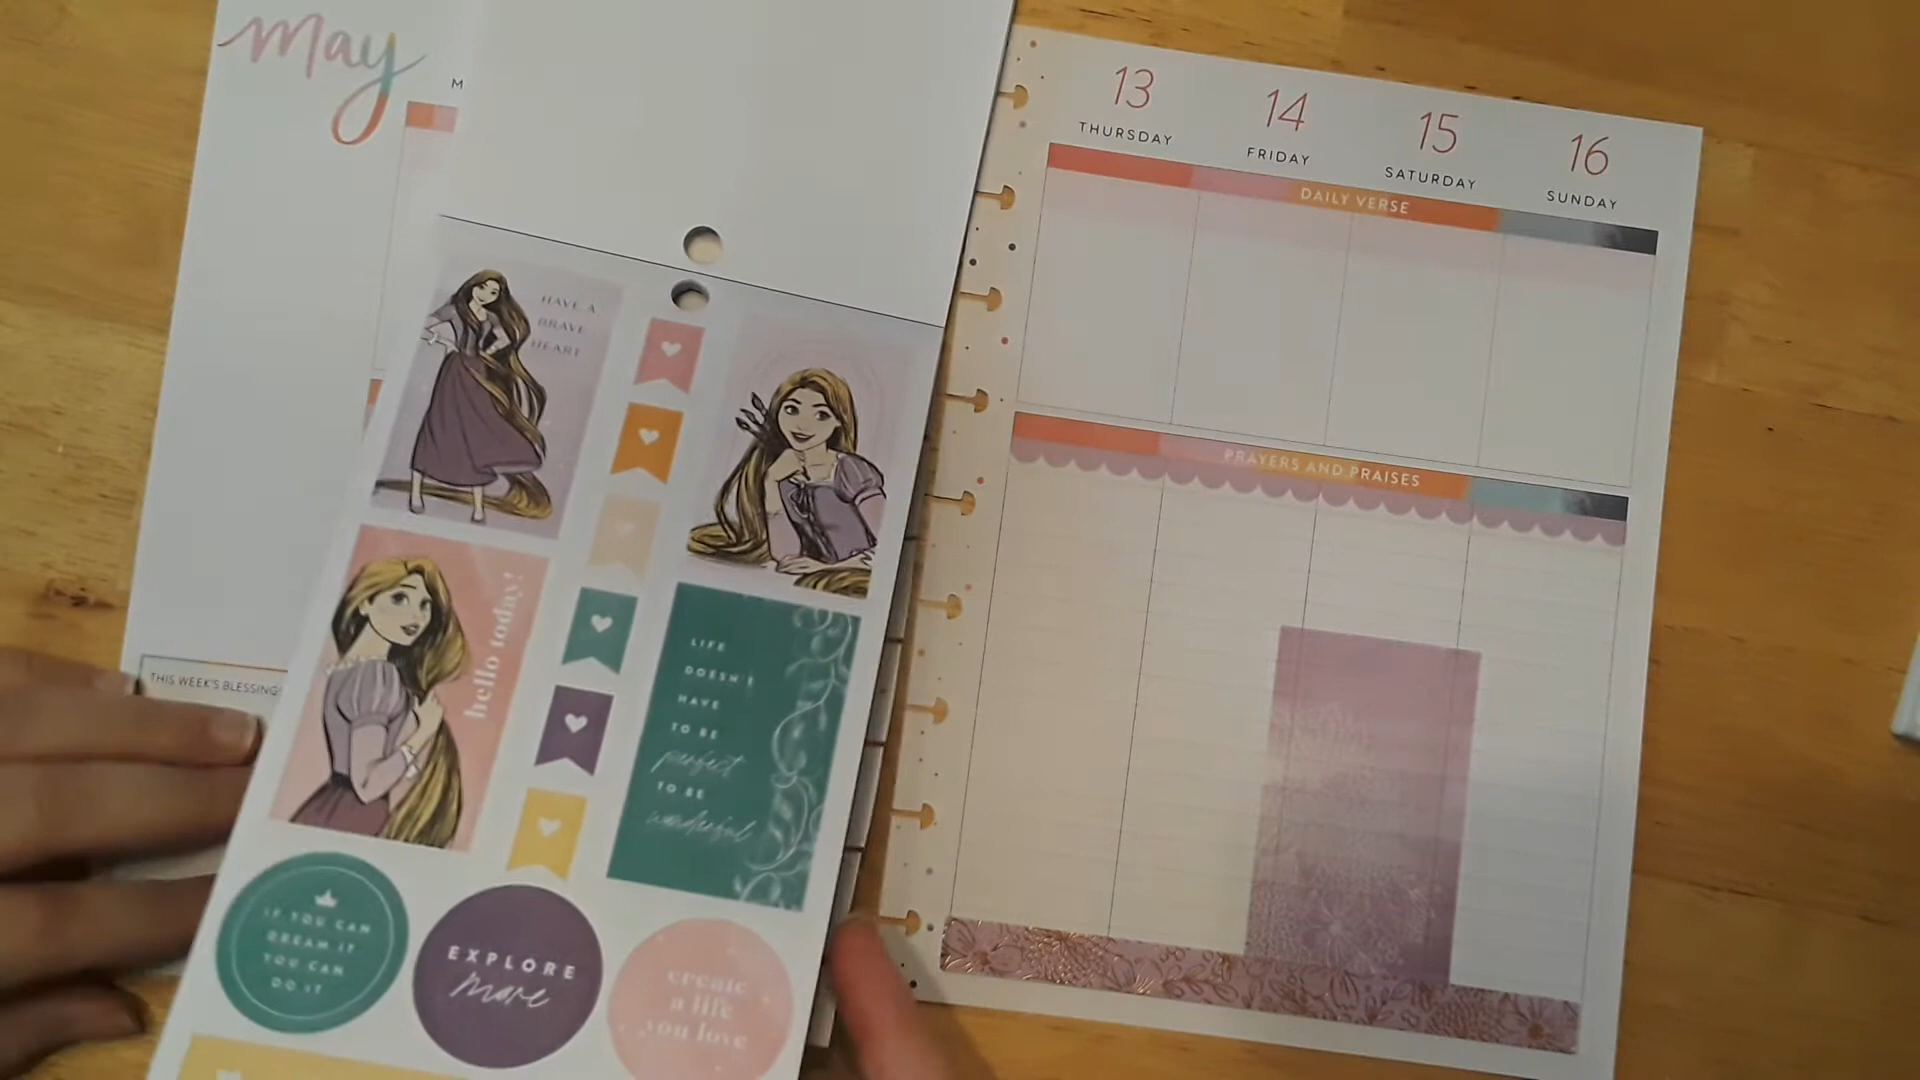 May
M
13
THURSDAY
14
FRIDAY
15
SATURDAY
16
SUNDAY
DAILY VERSE
PRAYERS AND PRAISES
THIS WEEK'S BLESSING
HAVE A
BRAVE
HEART
hello today!
LIFE
DOESN'T
HAVE
TO BE
perfect
TO BE
wonderful
IF YOU CAN
DREAM IT
YOU CAN
DO IT
EXPLORE
more
create
a life
you love